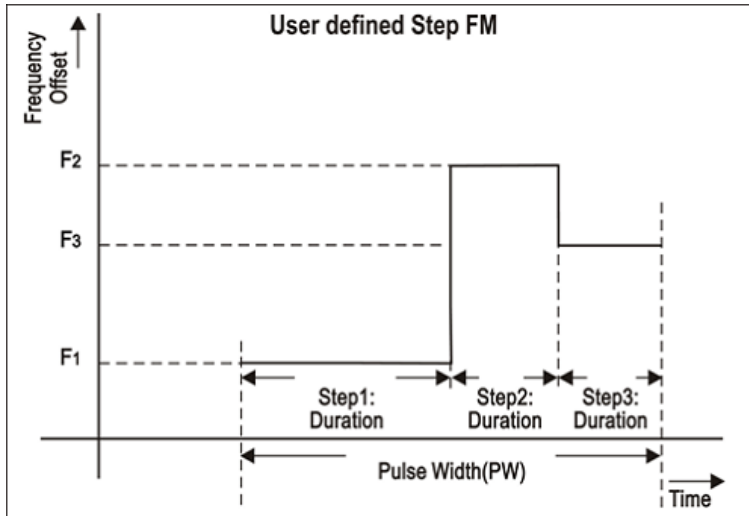 User defined Step FM
Frequency
Offset
F2
F3
F1
Step1:
Duration
Step2:
Duration
Step3:
Duration
Pulse Width(PW)
Time